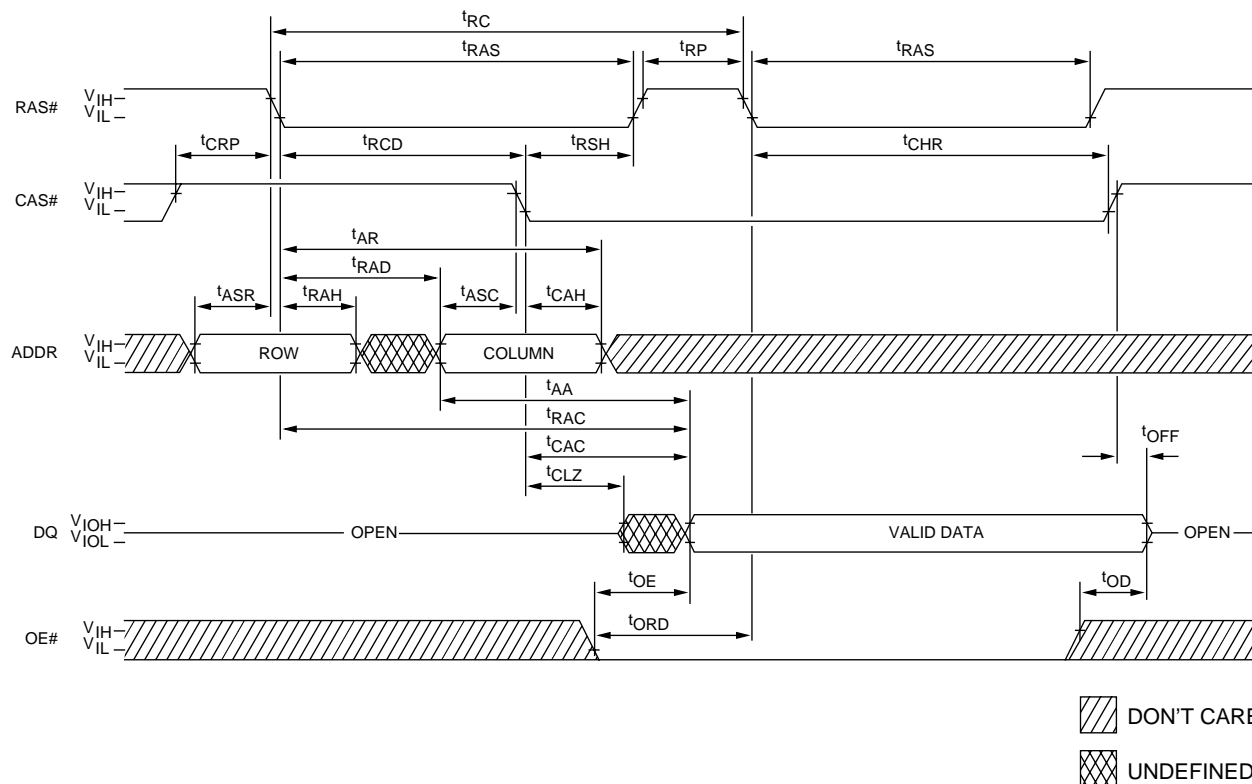 tRC
tRAS tRP tRAS
RAS# VIH
VIL
tCRP tRCD tRSH tCHR
CAS# VIH
VIL
tAR
tRAD
tASR tRAH tASC tCAH
ADDR VIH
VIL
ROW COLUMN
tAA
tRAC
tCAC tOFF
tCLZ
DQ VIOH
VIOL
OPEN VALID DATA OPEN
tOE tOD
tORD
OE# VIH
VIL
DON'T CARE
UNDEFINED